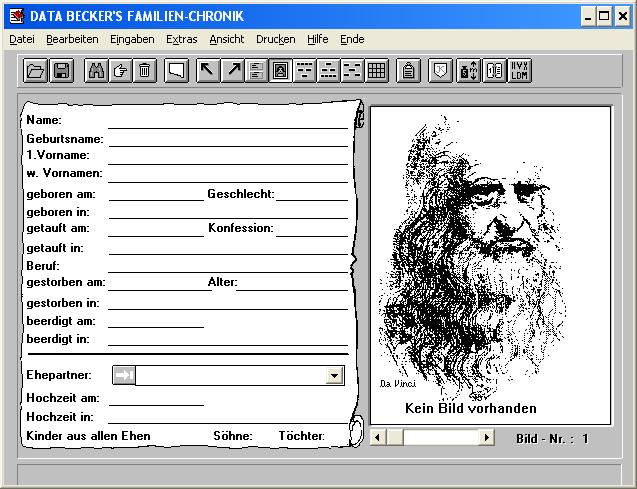 DATA BECKER'S FAMILIEN-CHRONIK
Datei Bearbeiten Eingaben Extras Ansicht Drucken Hilfe Ende
IVX
LDM
Name:
Geburtsname:
1.Vorname:
w. Vornamen:
geboren am: Geschlecht:
geboren in:
getauft am: Konfession:
getauft in:
Beruf:
gestorben am: Alter:
gestorben in:
beerdigt am:
beerdigt in:
Ehepartner:
Hochzeit am:
Hochzeit in:
Kinder aus allen Ehen Söhne: Töchter:
Da Vinci
Kein Bild vorhanden
Bild - Nr. : 1